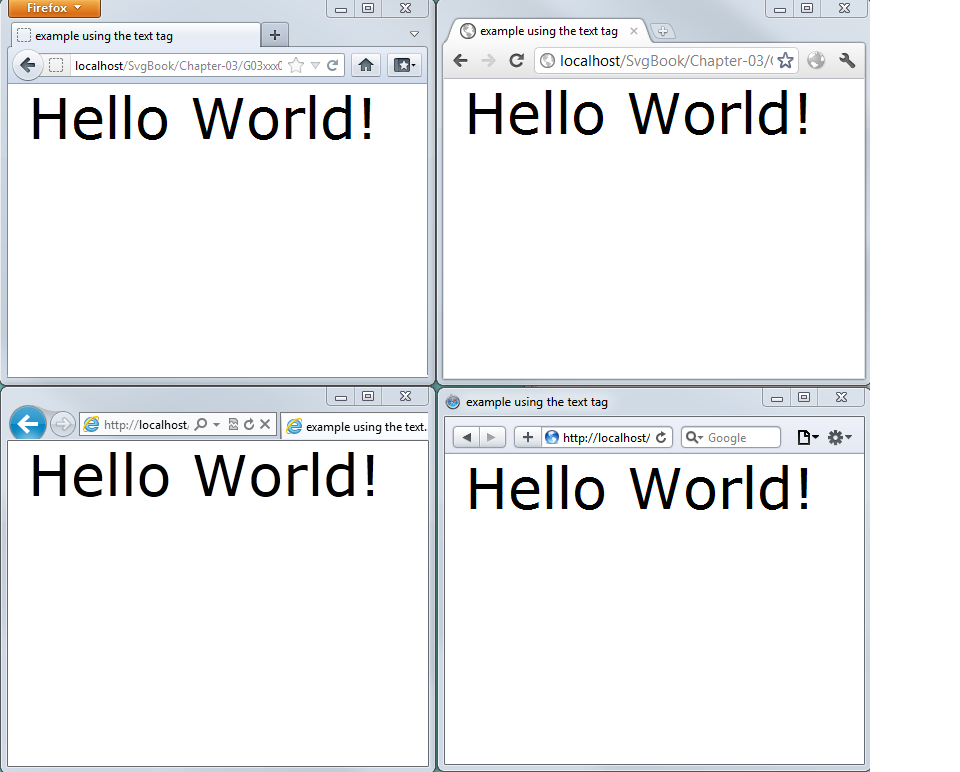 Firefox
example using the text tag
localhost/SvgBook/Chapter-03/G03xxx
Hello World!
example using the text tag
localhost/SvgBook/Chapter-03/
Hello World!
http://localhost/
example using the text.
Hello World!
example using the text tag
http://localhost/
Google
Hello World!